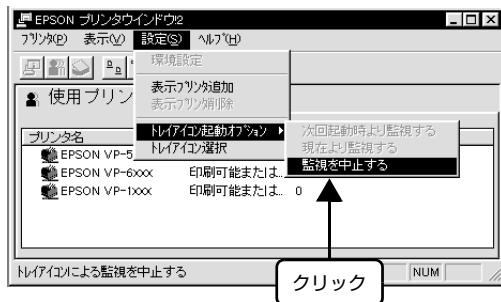 EPSON プリンタウインドウ!2
プリンタ(P) 表示(V) 設定(S) ヘルプ(H)
環境設定
表示プリンタ追加
表示プリンタ削除
使用プリン
トレイアイコン起動オプション
次回起動時より監視する
プリンタ名
トレイアイコン選択
現在より監視する
EPSON VP-5
監視を中止する
EPSON VP-6xxx 印刷可能または...
EPSON VP-1xxx 印刷可能または... 0
トレイアイコンによる監視を中止する
NUM
クリック